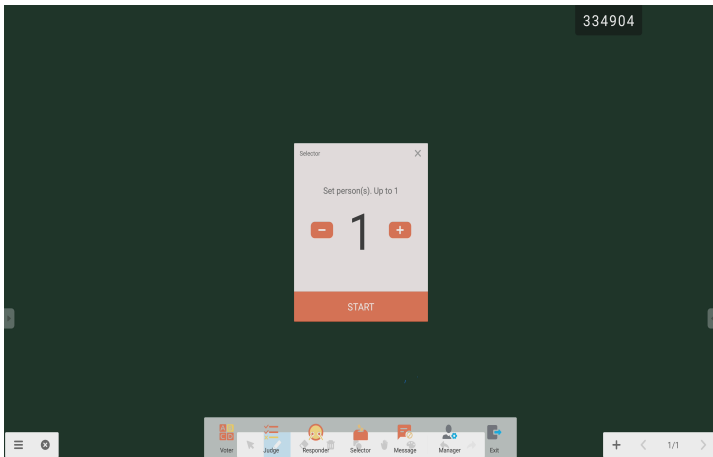 334904
Selector
Set person(s). Up to 1
1
START
Voter Judge Responder Selector Message Manager Exit
1/1